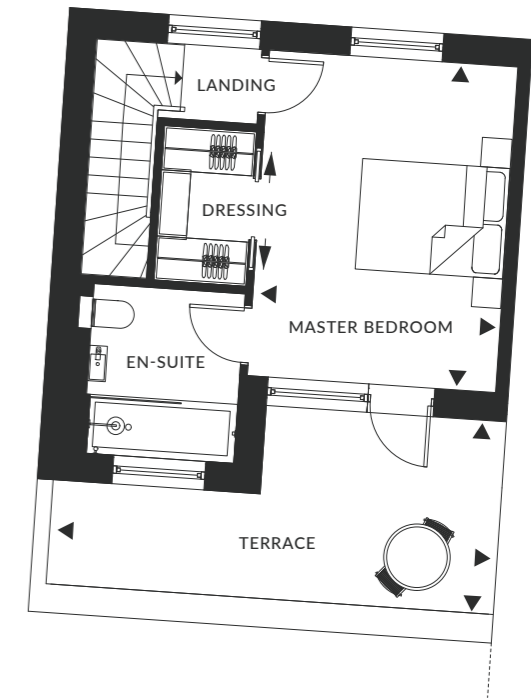 LANDING
DRESSING
MASTER BEDROOM
EN-SUITE
TERRACE